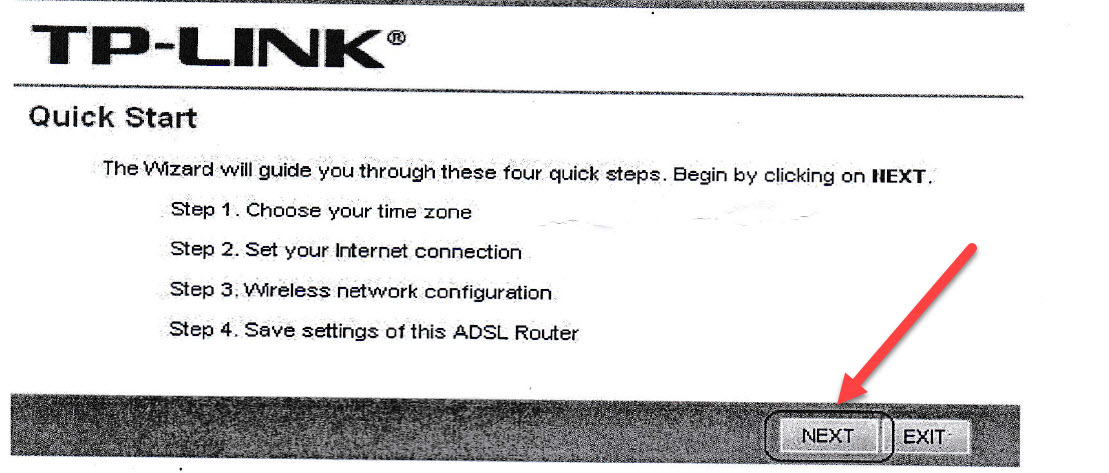 TP-LINK®
Quick Start
The Wizard will guide you through these four quick steps. Begin by clicking on NEXT.
Step 1. Choose your time zone
Step 2. Set your Internet connection
Step 3. Wireless network configuration
Step 4. Save settings of this ADSL Router
NEXT EXIT